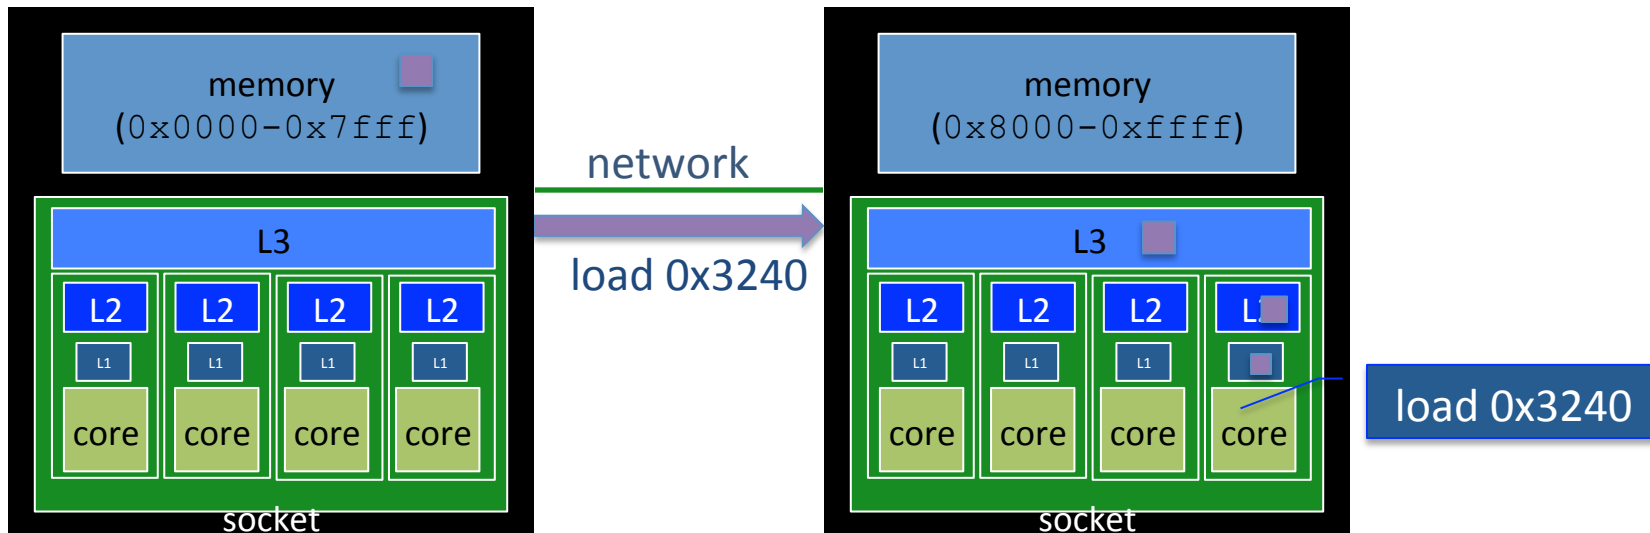 memory
(0x0000-0x7fff)
L3
L2 L2 L2 L2
L1 L1 L1 L1
core core core core
socket
network
load 0x3240
memory
(0x8000-0xffff)
L3
L2 L2 L2
L1 L1 L1
core core core core
socket
load 0x3240